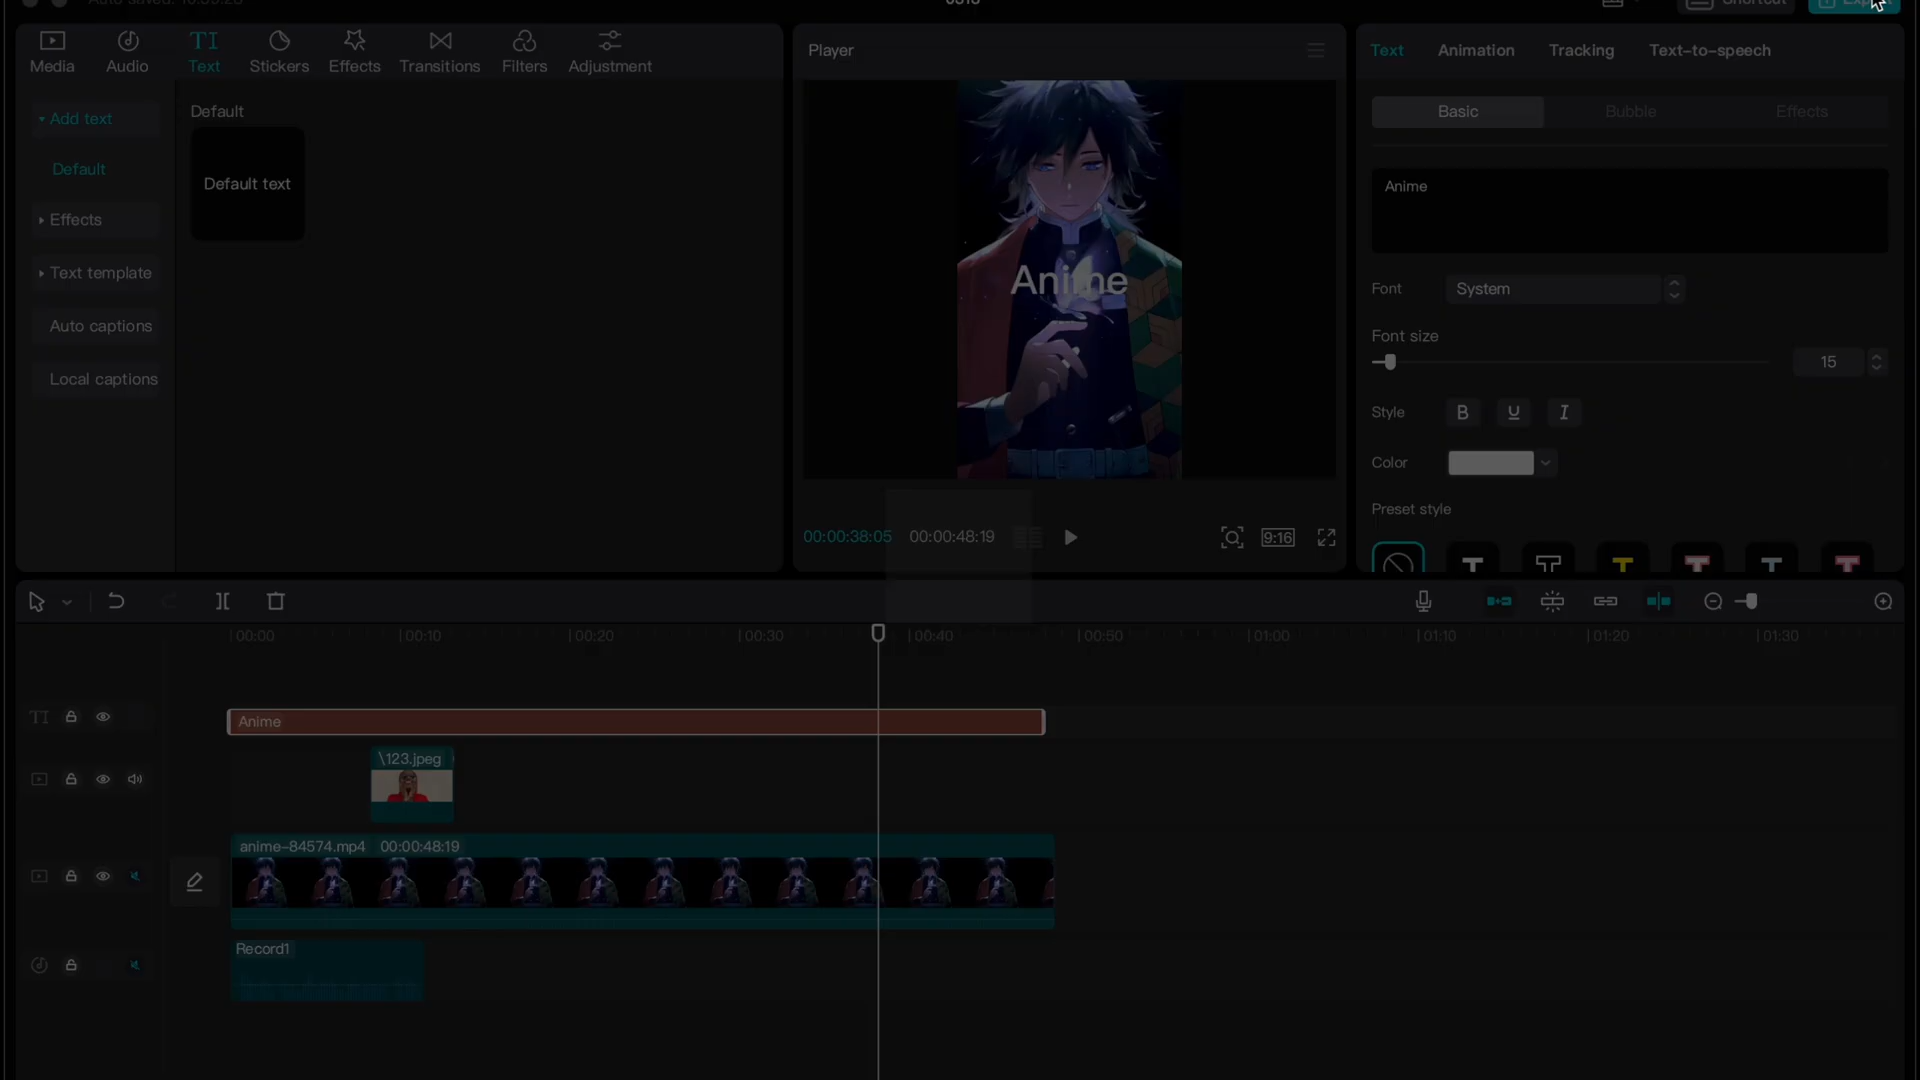 Shortcut
Media
Audio
Text
Stickers
Effects
Transitions
Filters
Adjustment
Add text
Default
Effects
Text template
Auto captions
Local captions
Default
Default text
Player
Anime
00:00:38:05
00:00:48:19
9:16
Text
Animation
Tracking
Text-to-speech
Basic
Bubble
Effects
Anime
Font
System
Font size
15
Style
B U I
Color
Preset style
00:00
00:10
00:20
00:30
00:40
00:50
01:00
01:10
01:20
01:30
Anime
\123.jpeg
anime-84574.mp4 00:00:48:19
Record1